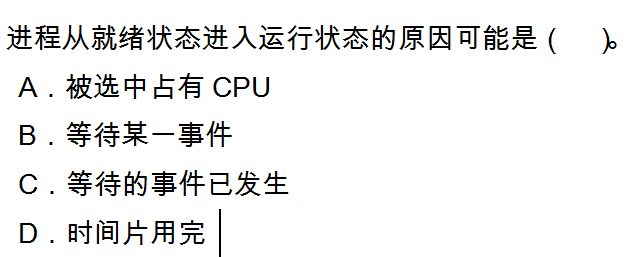 进程从就绪状态进入运行状态的原因可能是 (     )。
A．被选中占有 CPU
B．等待某一事件
C．等待的事件已发生
D．时间片用完